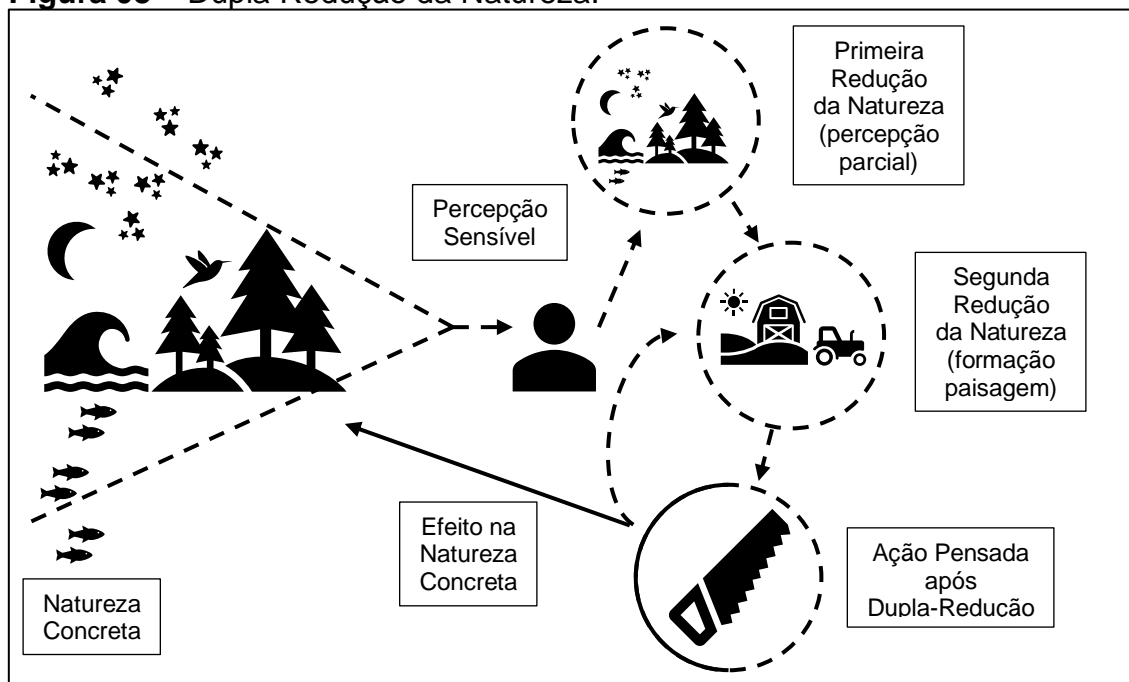 Figura – Dupla Redução da Natureza.
Primeira
Redução
da Natureza
(percepção
parcial)
Percepção
Sensível
Segunda
Redução
da Natureza
(formação
paisagem)
Efeito na
Natureza
Concreta
Ação Pensada
após
Dupla-Redução
Natureza
Concreta